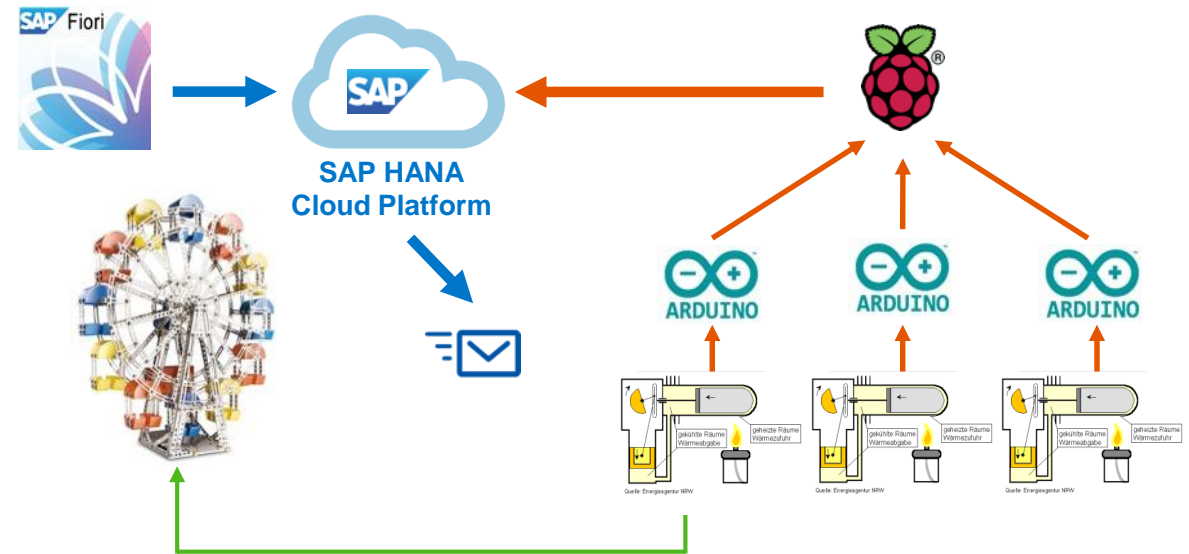 SAP Fiori
SAP
®
SAP HANA
Cloud Platform
ARDUINO
ARDUINO
ARDUINO
gekühlte Räume
Wärmeabgabe
geheizte Räume
Wärmezufuhr
Quelle: Energieagentur NRW
gekühlte Räume
Wärmeabgabe
geheizte Räume
Wärmezufuhr
Quelle: Energieagentur NRW
gekühlte Räume
Wärmeabgabe
geheizte Räume
Wärmezufuhr
Quelle: Energieagentur NRW